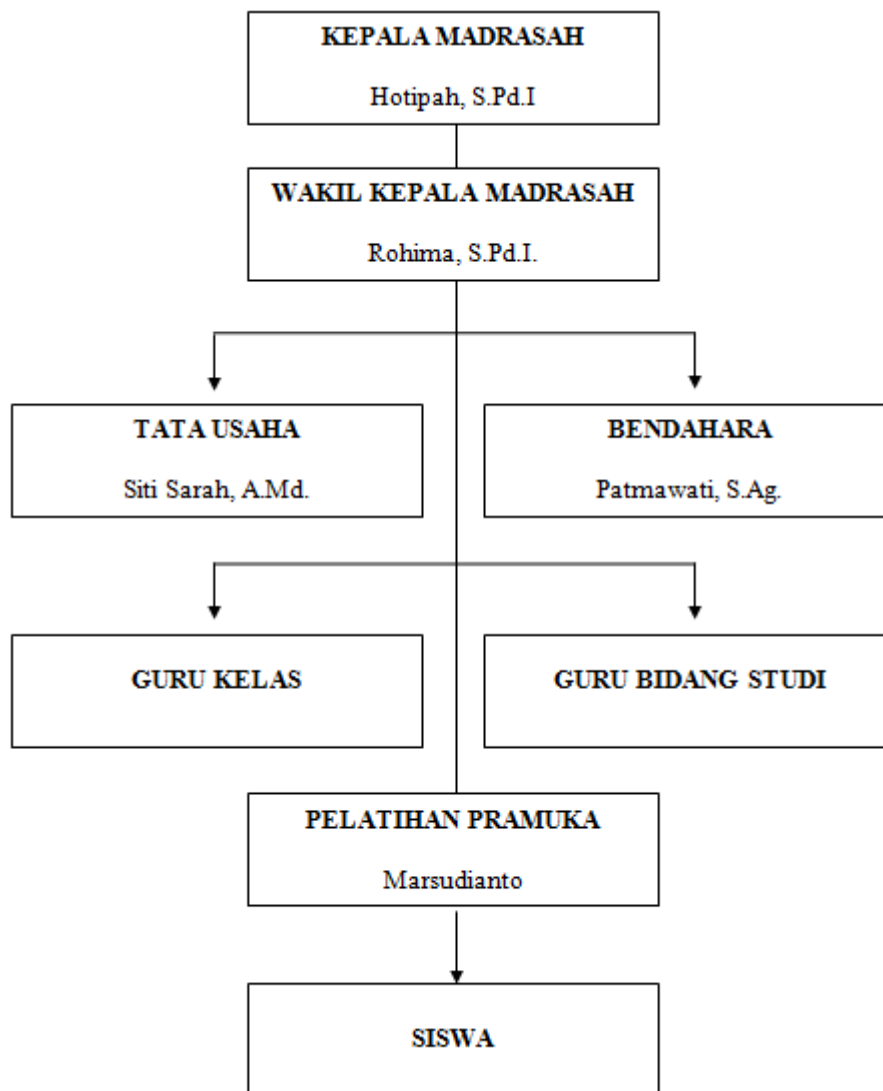 KEPALA MADRASAH
Hotipah, S.Pd.I
WAKIL KEPALA MADRASAH
Rohima, S.Pd.I.
TATA USAHA
Siti Sarah, A.Md.
BENDAHARA
Patmawati, S.Ag.
GURU KELAS
GURU BIDANG STUDI
PELATIHAN PRAMUKA
Marsudianto
SISWA